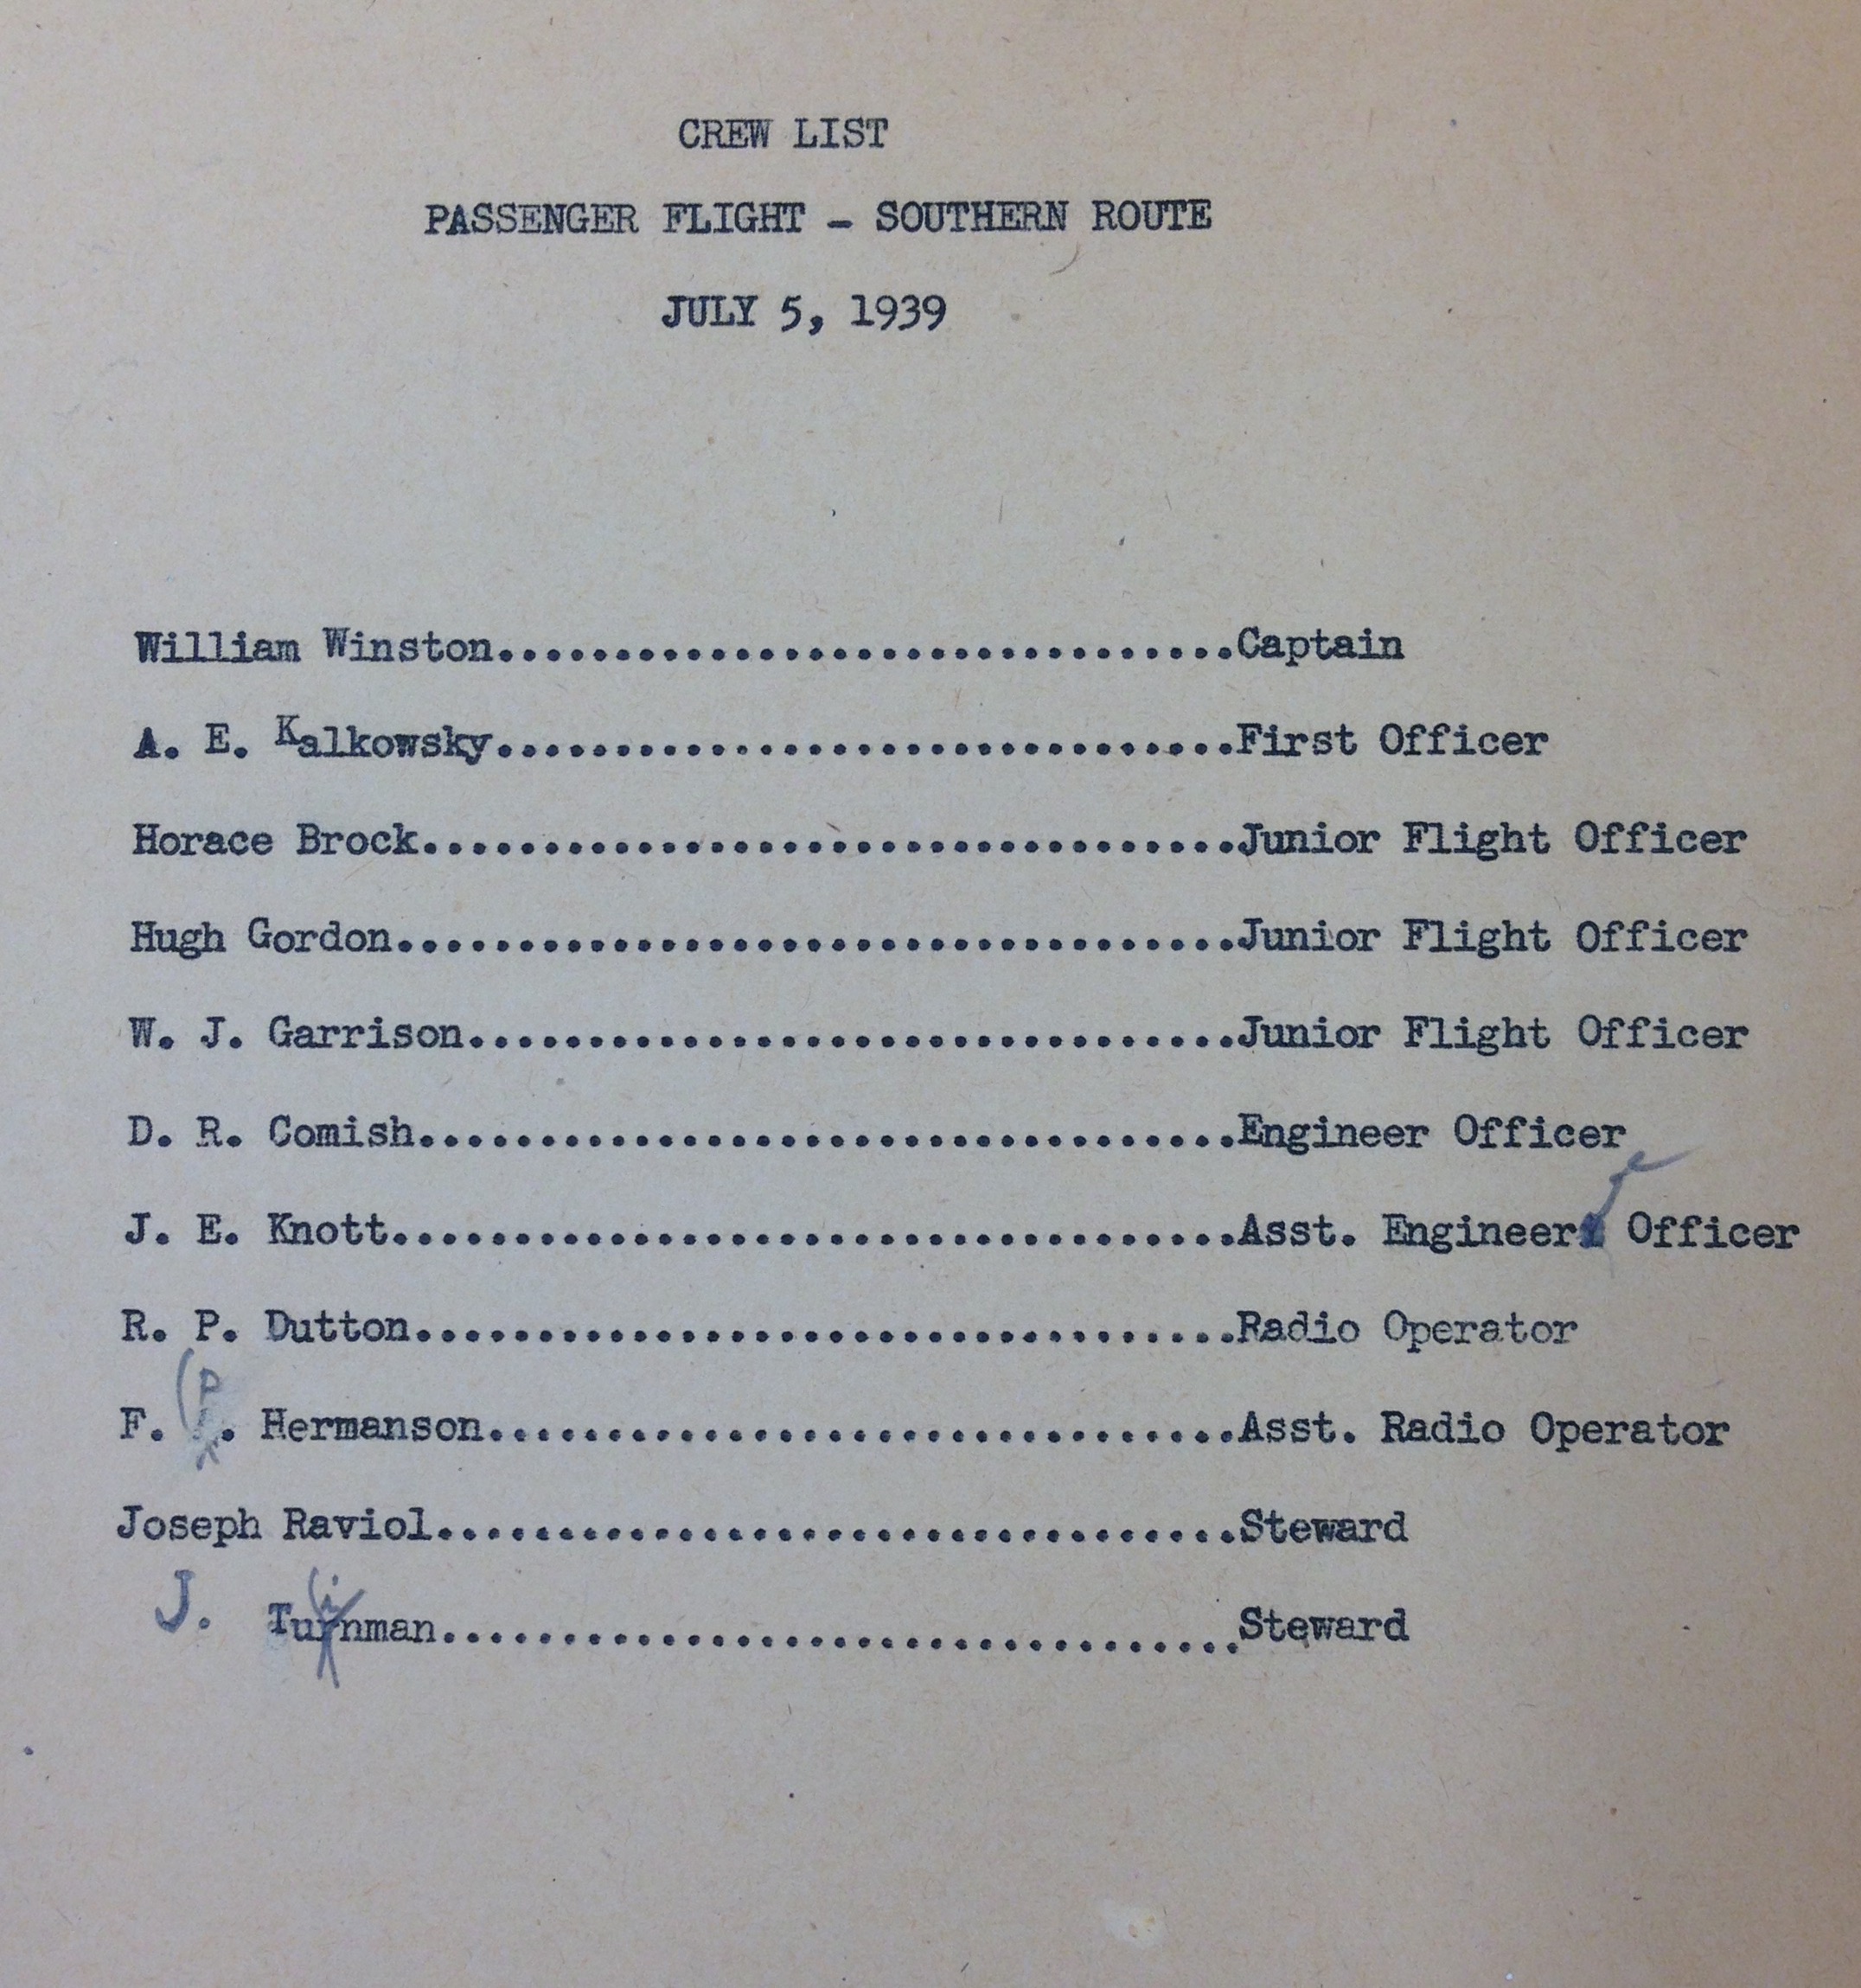 CREW LIST
PASSENGER FLIGHT - SOUTHERN ROUTE
JULY 5, 1939
William Winston...............................Captain
A. E. Kalkowsky...............................First Officer
Horace Brock..................................Junior Flight Officer
Hugh Gordon...................................Junior Flight Officer
W. J. Garrison................................Junior Flight Officer
D. R. Comish..................................Engineer Officer
J. E. Knott...................................Asst. Engineer Officer
R. P. Dutton..................................Radio Operator
F. P. Hermanson...............................Asst. Radio Operator
Joseph Raviol.................................Steward
J. Tuinman.................................Steward